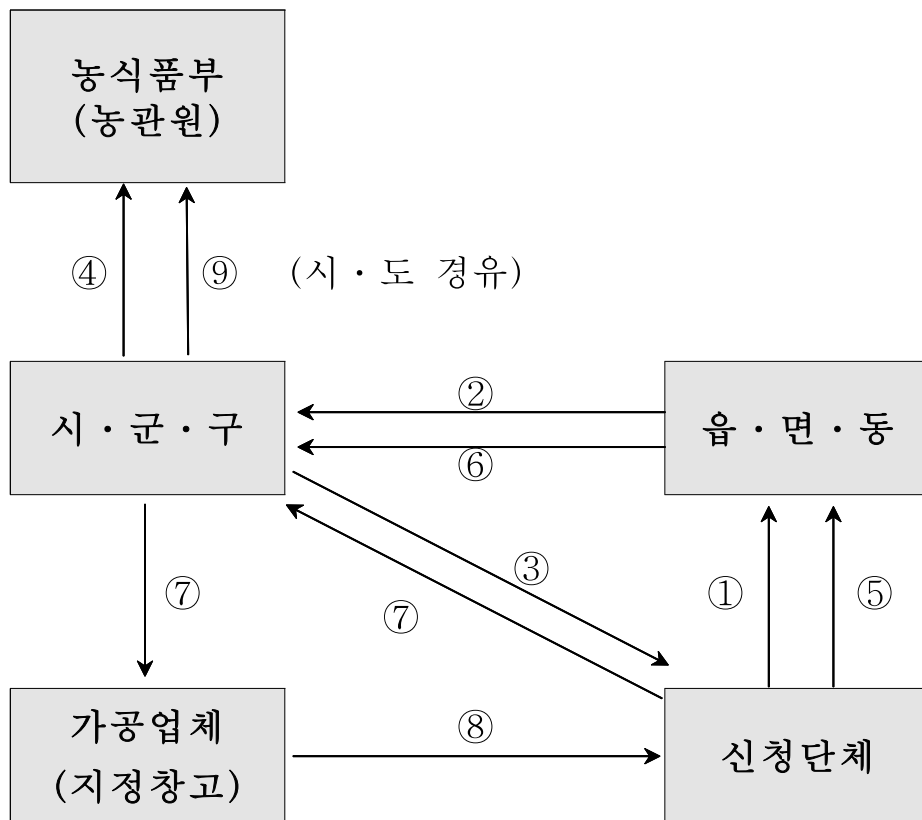 농식품부
(농관원)
④ ⑨ (시·도 경유)
시·군·구
②
읍·면·동
⑥
③
⑦
⑦
①
⑤
가공업체
(지정창고)
⑧
신청단체